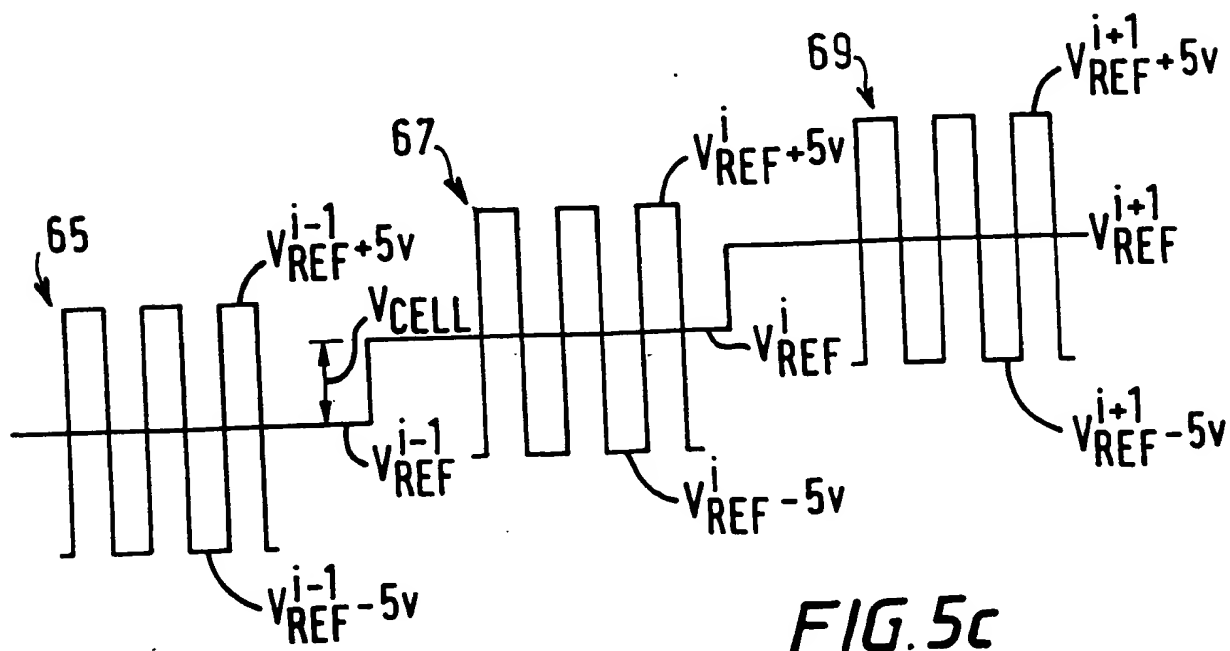 65
V^{i-1}_{REF}+5v
V_{CELL}
V^{i-1}_{REF}
V^{i-1}_{REF}-5v
67
V^{i}_{REF}+5v
V^{i}_{REF}
V^{i}_{REF}-5v
69
V^{i+1}_{REF}+5v
V^{i+1}_{REF}
V^{i+1}_{REF}-5v
FIG. 5c